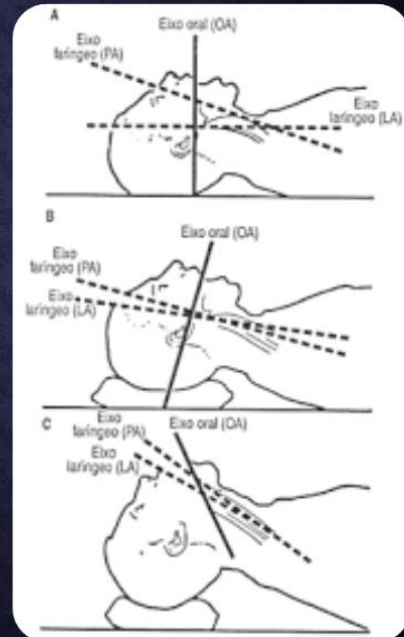 A
Eixo oral (OA)
Eixo
faríngeo (PA)
Eixo
laríngeo (LA)
B
Eixo oral (OA)
Eixo
faríngeo (PA)
Eixo
laríngeo (LA)
C
Eixo
faríngeo (PA)
Eixo oral (OA)
Eixo
laríngeo (LA)